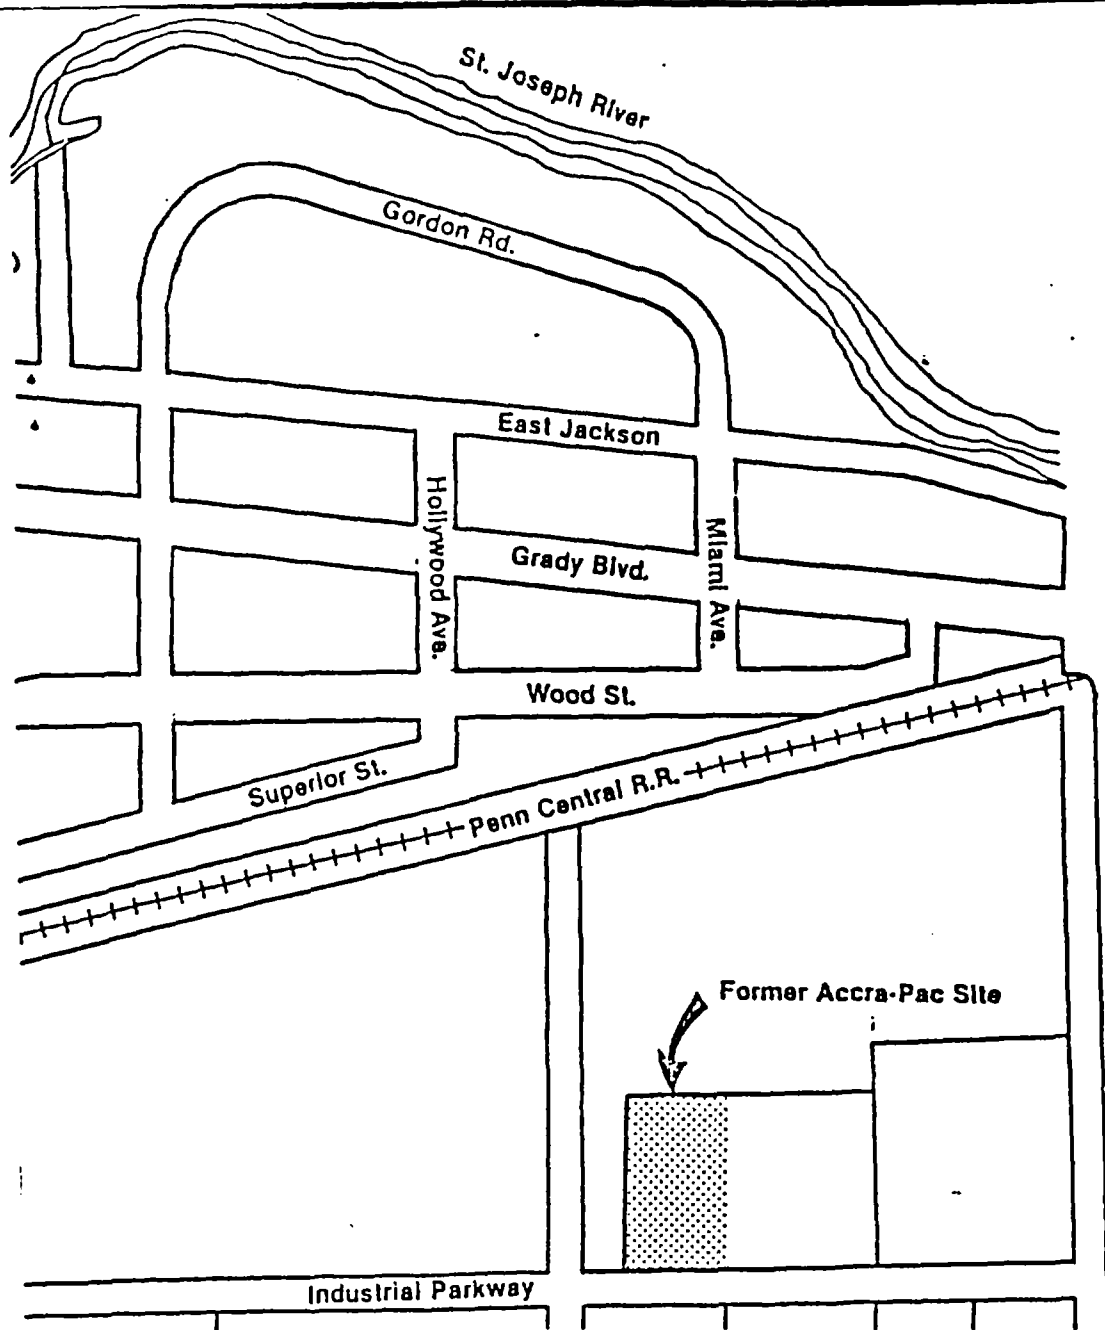 St. Joseph River
Gordon Rd.
East Jackson
Hollywood Ave.
Miami Ave.
Grady Blvd.
Wood St.
Superior St.
Penn Central R.R.
Former Accra-Pac Site
Industrial Parkway